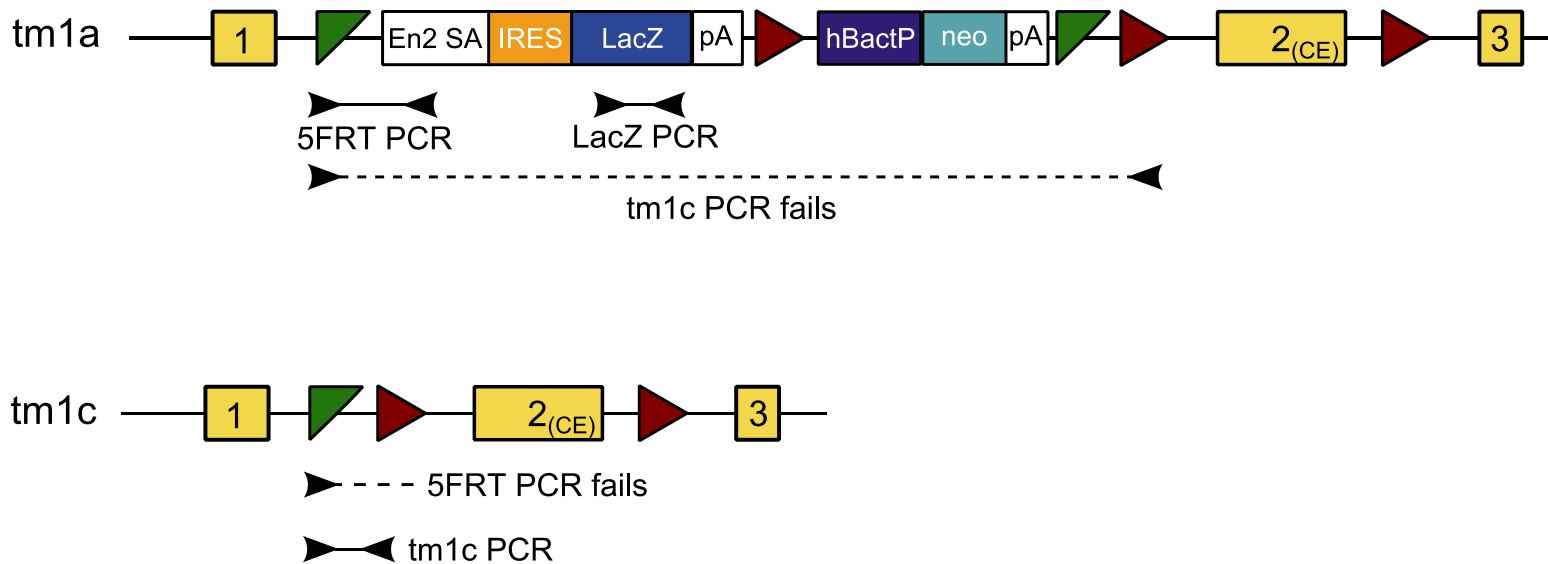 tm1a 1 En2 SA IRES LacZ pA hBactP neo pA 2(CE) 3
5FRT PCR LacZ PCR
tm1c PCR fails
tm1c 1 2(CE) 3
5FRT PCR fails
tm1c PCR